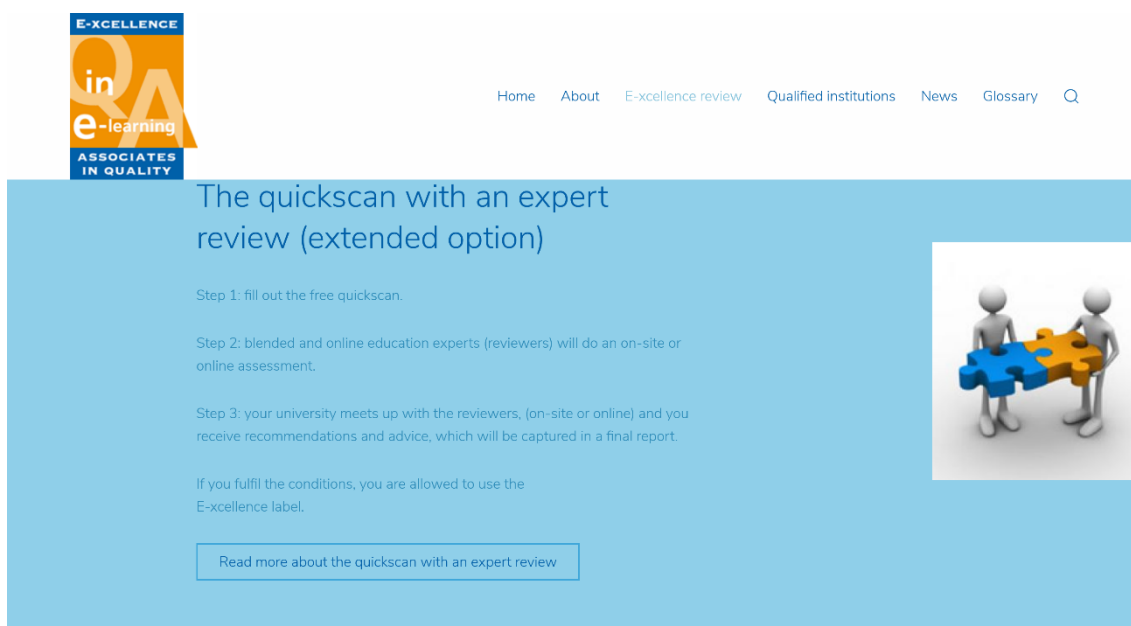 E-XCELLENCE
QA
in
e-learning
ASSOCIATES
IN QUALITY
Home About E-xcellence review Qualified institutions News Glossary
The quickscan with an expert
review (extended option)
Step 1: fill out the free quickscan.
Step 2: blended and online education experts (reviewers) will do an on-site or
online assessment.
Step 3: your university meets up with the reviewers, (on-site or online) and you
receive recommendations and advice, which will be captured in a final report.
If you fulfil the conditions, you are allowed to use the
E-xcellence label.
Read more about the quickscan with an expert review